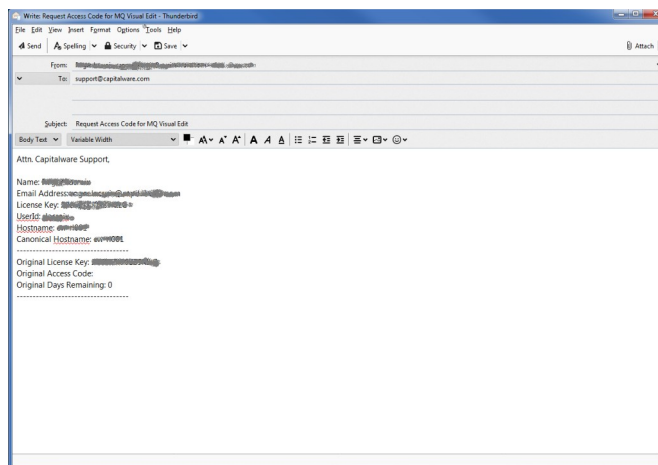 Write: Request Access Code for MQ Visual Edit - Thunderbird
File Edit View Insert Format Options Tools Help
Send Spelling Security Save Attach
From:
To: support@capitalware.com
Subject: Request Access Code for MQ Visual Edit
Body Text Variable Width
Attn. Capitalware Support,
Name:
Email Address:
License Key:
UserId:
Hostname:
Canonical Hostname:
----------------------------------
Original License Key:
Original Access Code:
Original Days Remaining: 0
----------------------------------